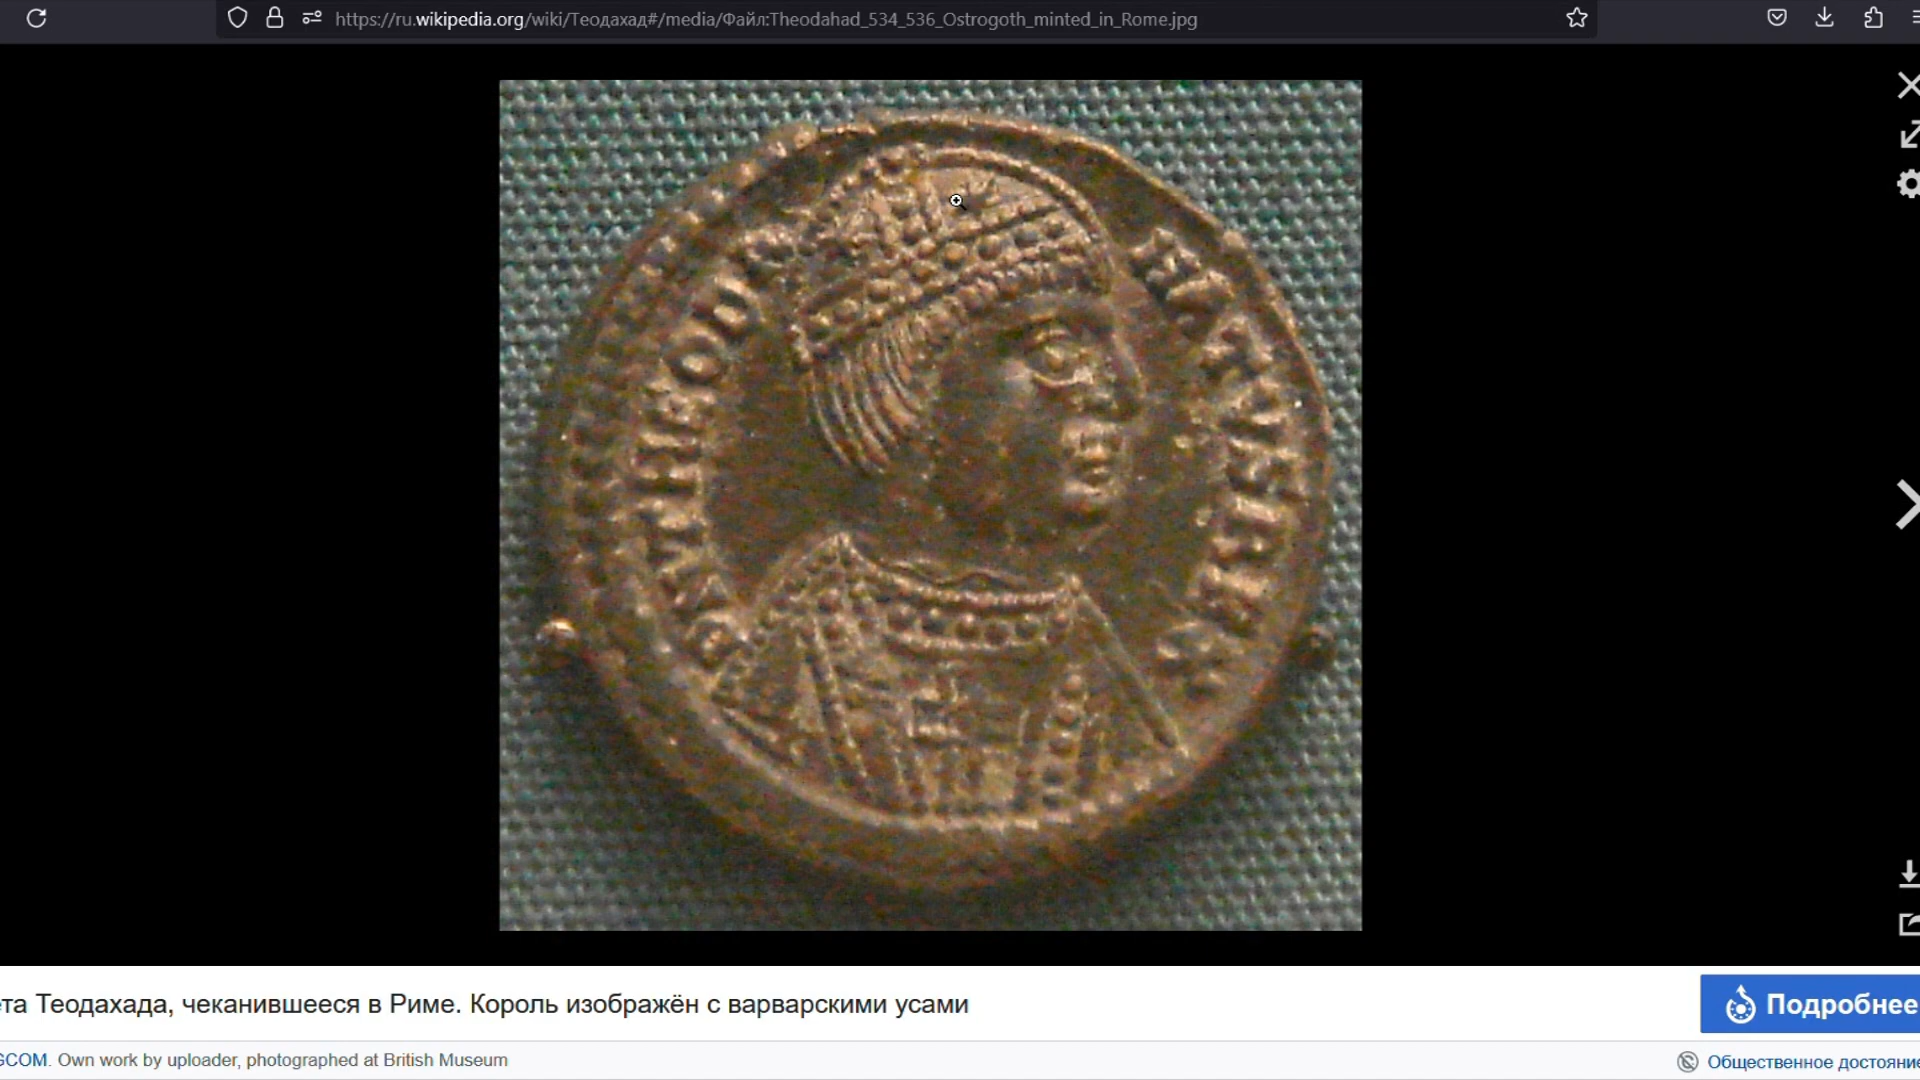 https://ru.wikipedia.org/wiki/Теодахад#/media/Файл:Theodahad_534_536_Ostrogoth_minted_in_Rome.jpg
та Теодахада, чеканившееся в Риме. Король изображён с варварскими усами
Подробнее
GCOM. Own work by uploader, photographed at British Museum
Общественное достояние